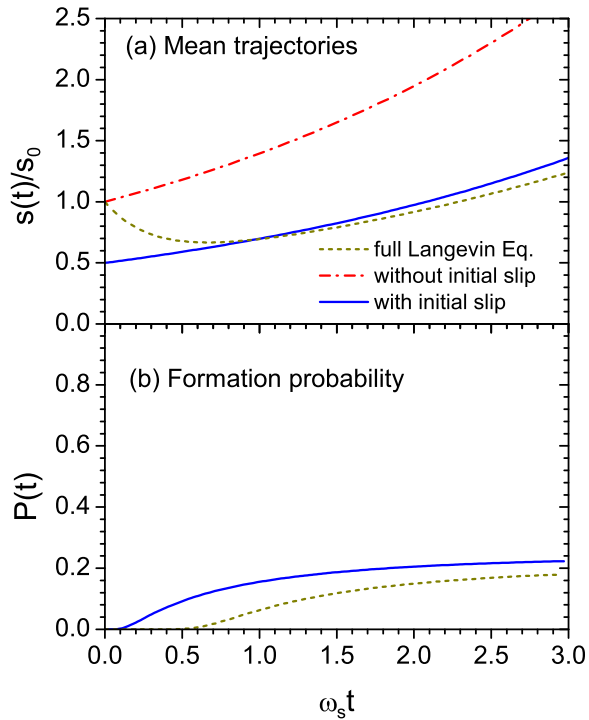 2.5
(a) Mean trajectories
2.0
1.5
s(t)/s₀
1.0
full Langevin Eq.
0.5
without initial slip
with initial slip
0.0
0.8
(b) Formation probability
0.6
P(t)
0.4
0.2
0.0
0.0 0.5 1.0 1.5 2.0 2.5 3.0
ωₛt